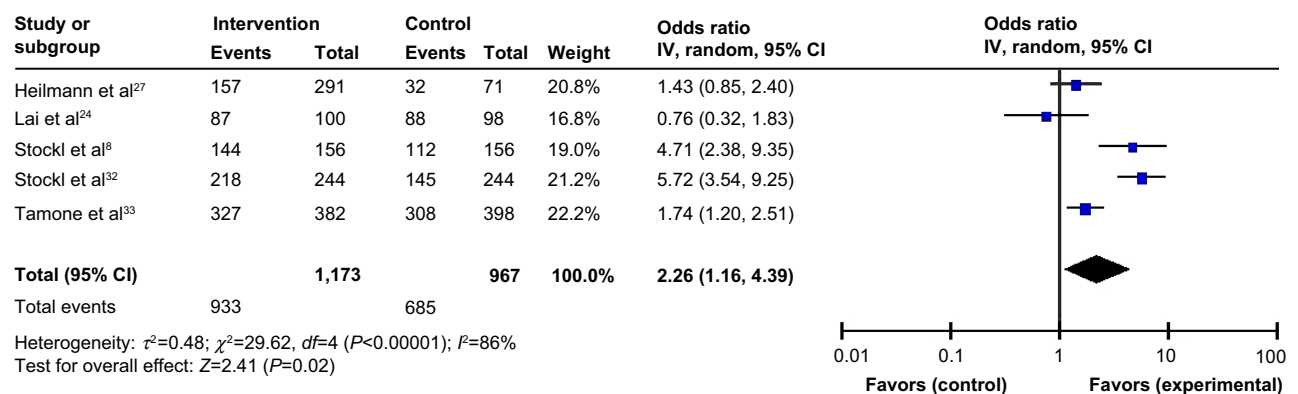 Study or subgroup Intervention Control Odds ratio Odds ratio
Events Total Events Total Weight IV, random, 95% CI IV, random, 95% CI
Heilmann et al²⁷ 157 291 32 71 20.8% 1.43 (0.85, 2.40)
Lai et al²⁴ 87 100 88 98 16.8% 0.76 (0.32, 1.83)
Stockl et al⁸ 144 156 112 156 19.0% 4.71 (2.38, 9.35)
Stockl et al³² 218 244 145 244 21.2% 5.72 (3.54, 9.25)
Tamone et al³³ 327 382 308 398 22.2% 1.74 (1.20, 2.51)
Total (95% CI) 1,173 967 100.0% 2.26 (1.16, 4.39)
Total events 933 685
Heterogeneity: τ²=0.48; χ²=29.62, df=4 (P<0.00001); I²=86%
Test for overall effect: Z=2.41 (P=0.02)
0.01 0.1 1 10 100
Favors (control) Favors (experimental)